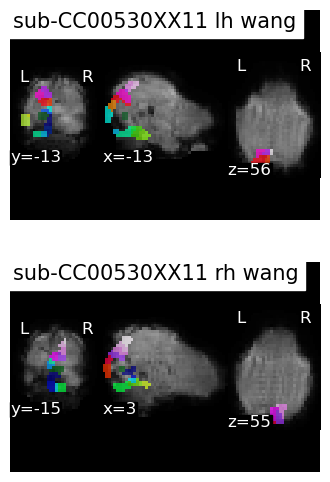 sub-CC00530XX11 lh wang
L R L R
y=-13 x=-13 z=56
sub-CC00530XX11 rh wang
L R L R
y=-15 x=3 z=55